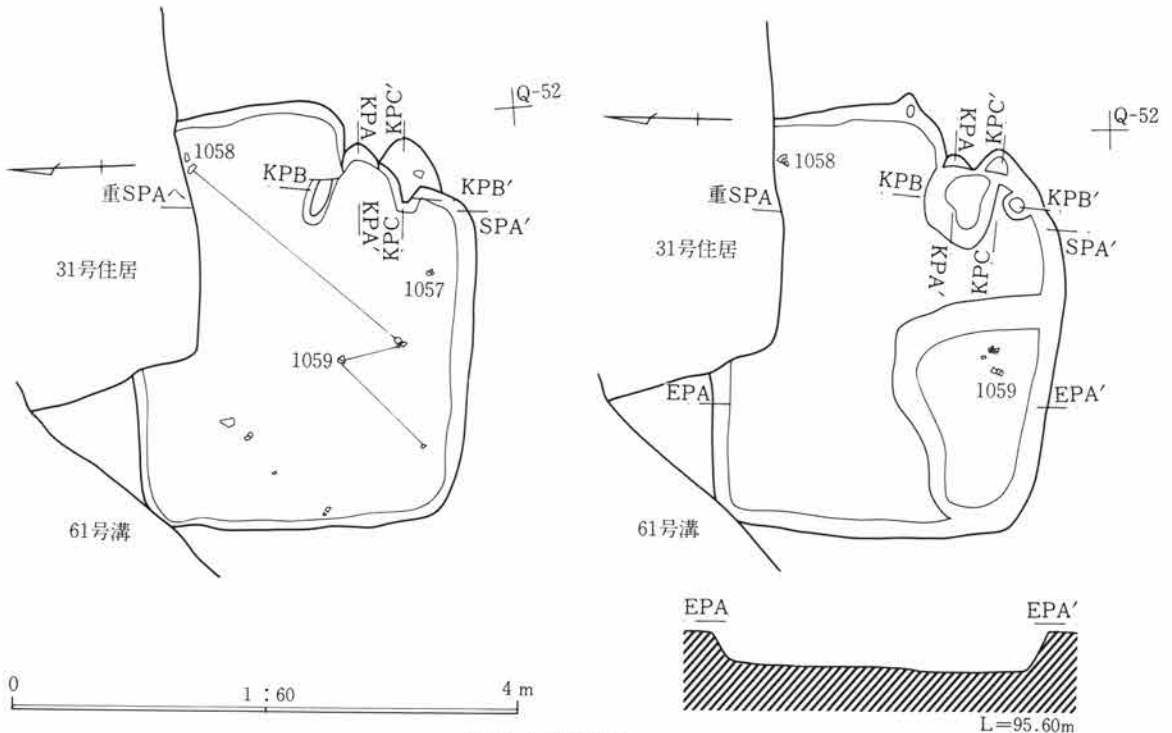 Q-52
KPA
KPC′
1058
KPB
KPB′
重SPAへ
SPA′
KPA′
KPC
31号住居
1057
1059
61号溝
0
1：60
4 m
Q-52
KPA
KPC′
1058
KPB
KPB′
重SPA
SPA′
KPA′
KPC
31号住居
1059
EPA
EPA′
61号溝
EPA
EPA′
L＝95.60m